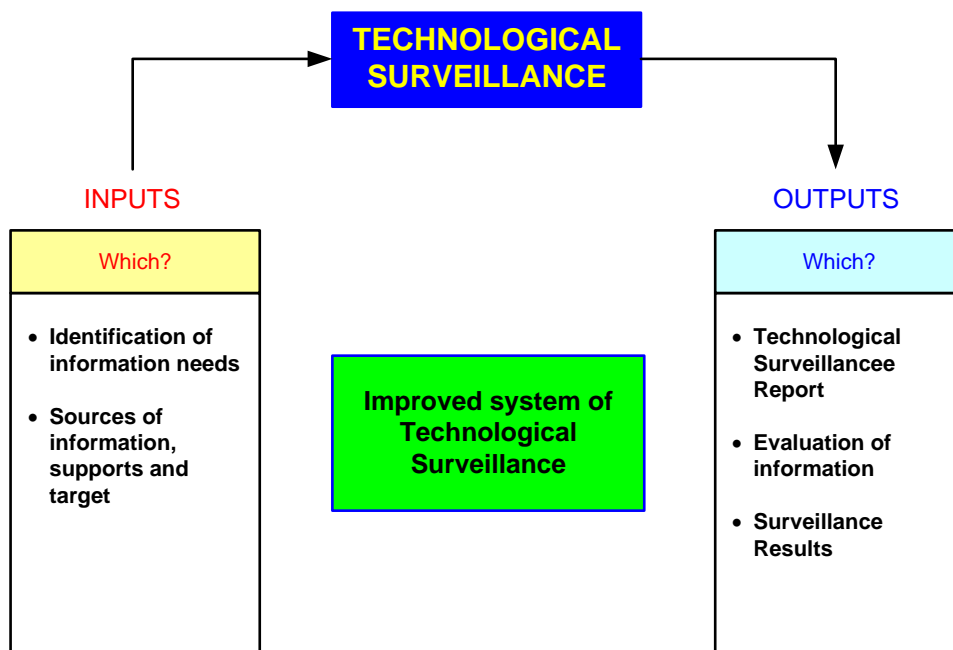 TECHNOLOGICAL
SURVEILLANCE
INPUTS
Which?
• Identification of
information needs
• Sources of
information,
supports and
target
Improved system of
Technological
Surveillance
OUTPUTS
Which?
• Technological
Surveillancee
Report
• Evaluation of
information
• Surveillance
Results